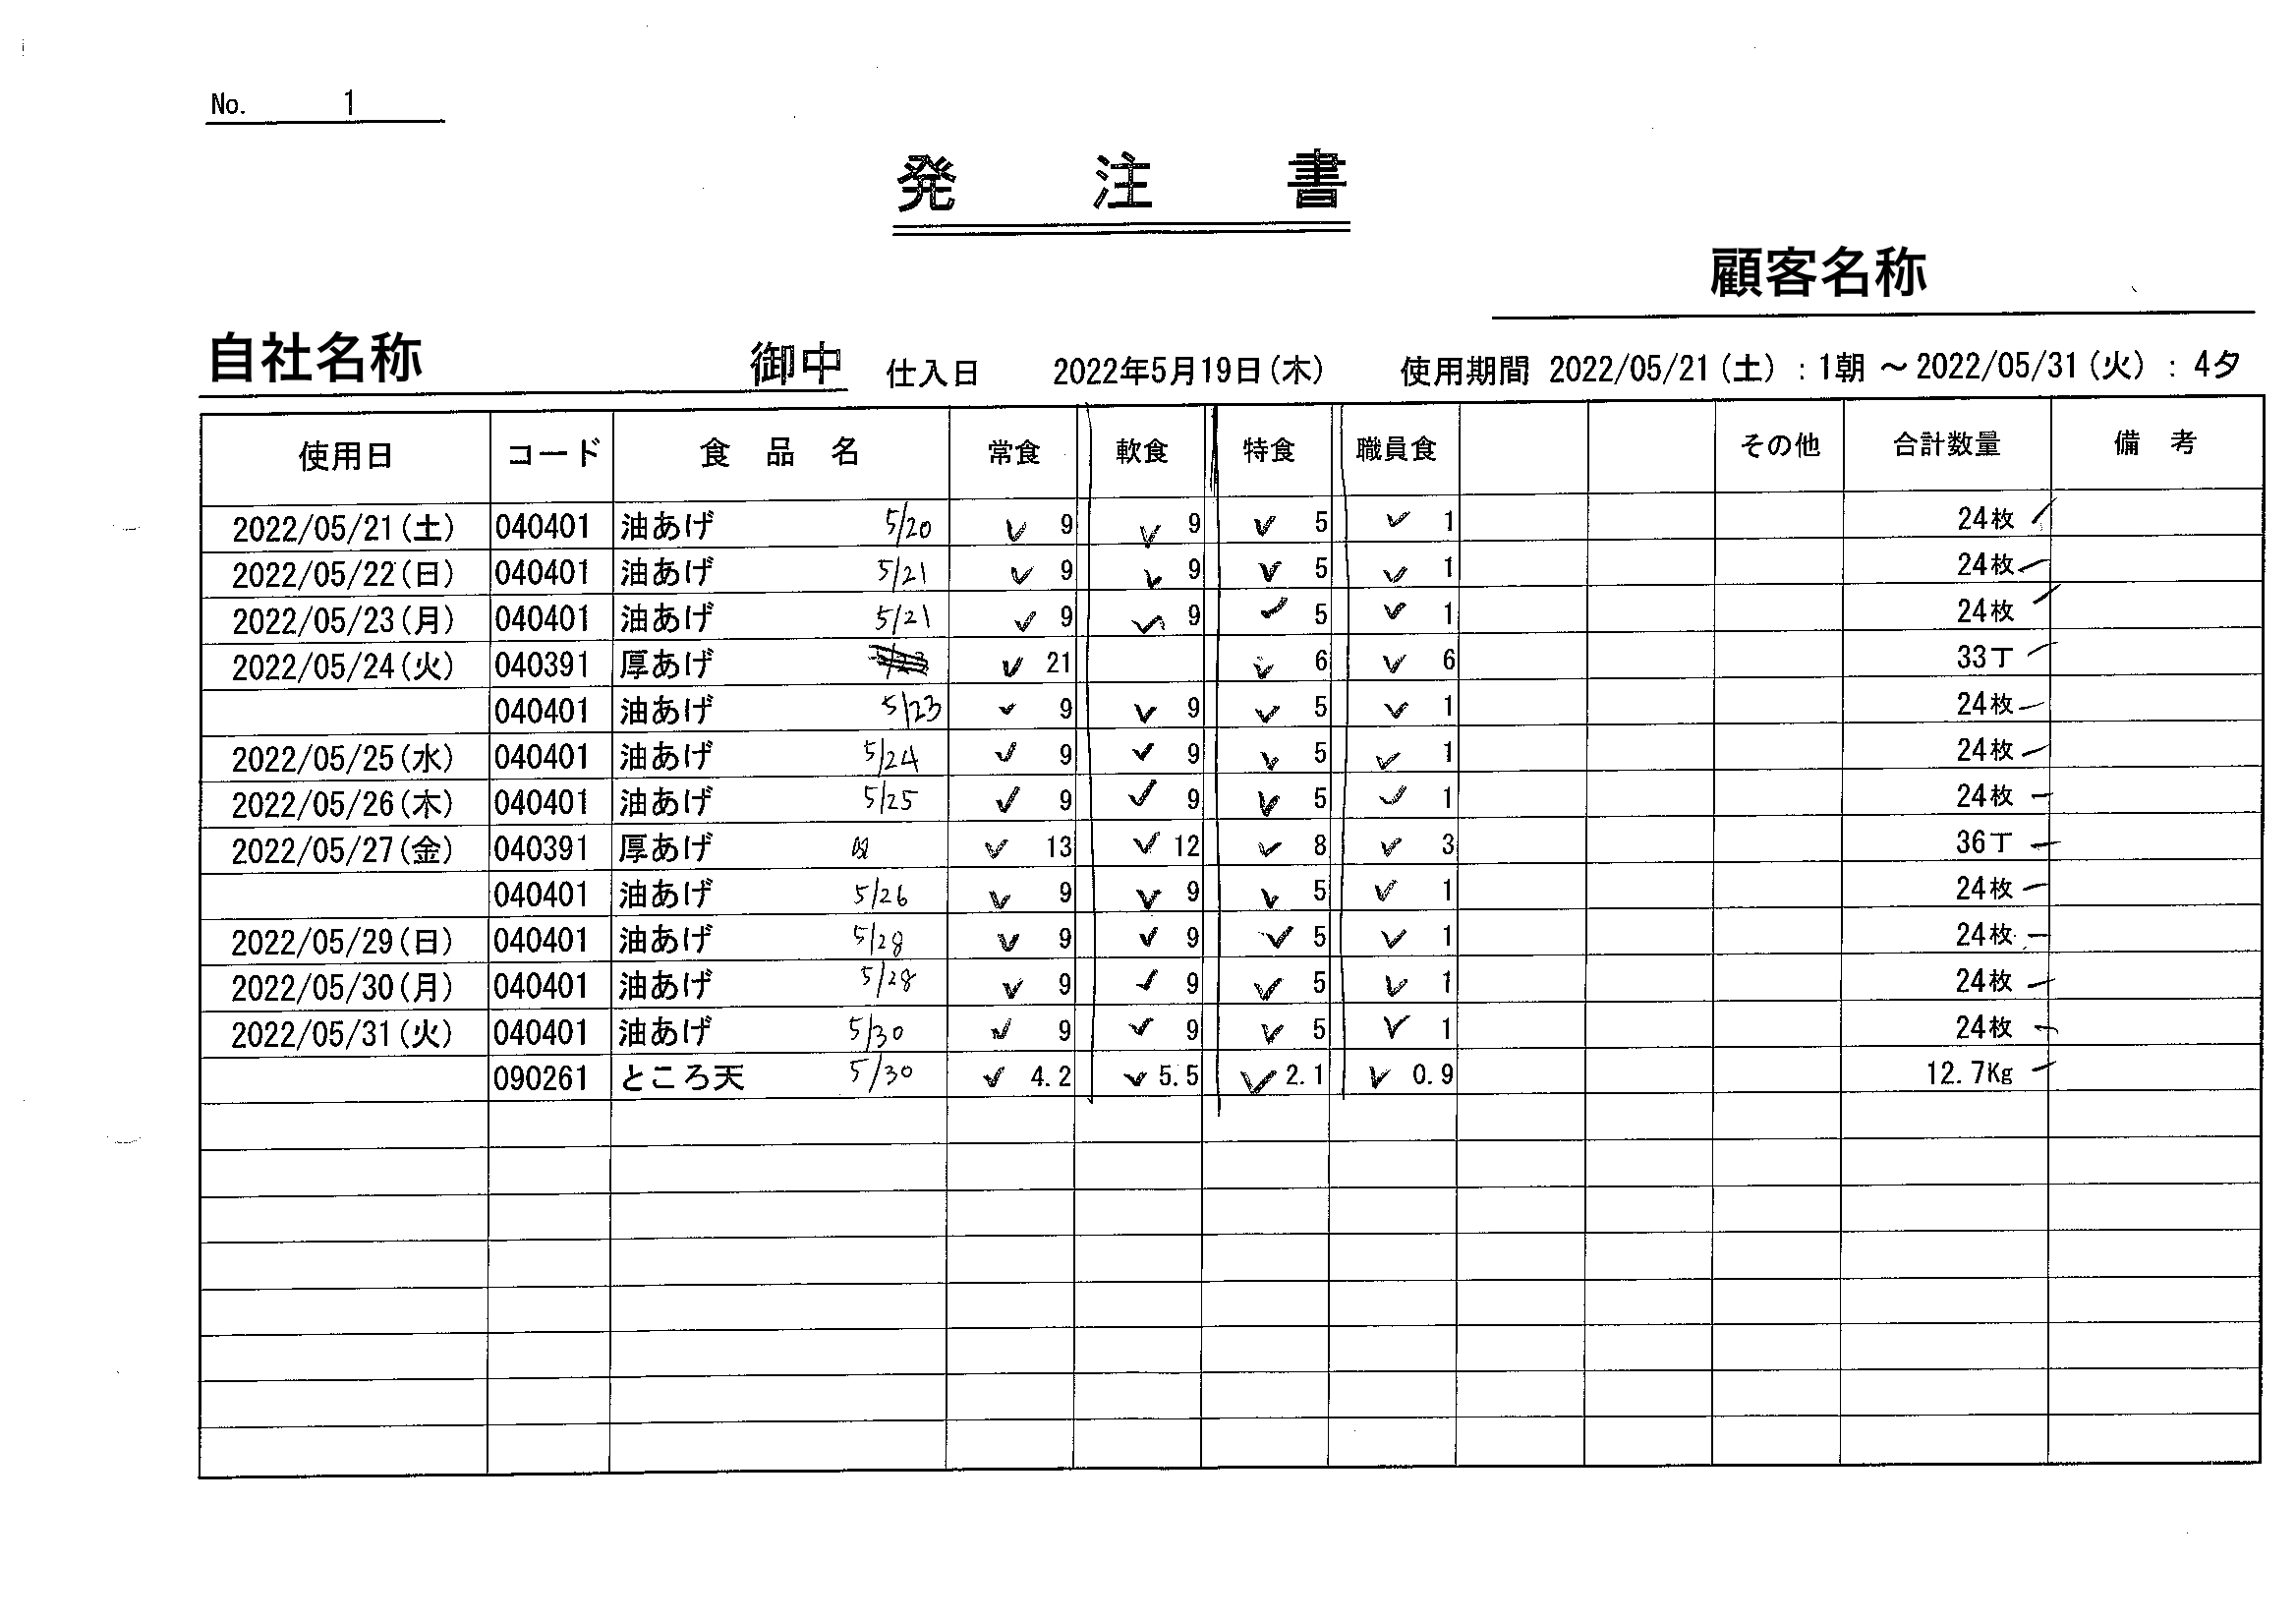 No. 1
発 注 書
顧客名称
自社名称 御中 仕入日 2022年5月19日(木) 使用期間 2022/05/21(土):1朝 ～2022/05/31(火):4夕
使用日 コード 食 品 名 常食 軟食 特食 職員食 その他 合計数量 備 考
2022/05/21(土) 040401 油あげ 5/20 ✓ 9 ✓ 9 ✓ 5 ✓ 1 24枚
2022/05/22(日) 040401 油あげ 5/21 ✓ 9 ✓ 9 ✓ 5 ✓ 1 24枚
2022/05/23(月) 040401 油あげ 5/21 ✓ 9 ✓ 9 ✓ 5 ✓ 1 24枚
2022/05/24(火) 040391 厚あげ ✓ 21 ✓ 6 ✓ 6 33丁
040401 油あげ 5/23 ✓ 9 ✓ 9 ✓ 5 ✓ 1 24枚
2022/05/25(水) 040401 油あげ 5/24 ✓ 9 ✓ 9 ✓ 5 ✓ 1 24枚
2022/05/26(木) 040401 油あげ 5/25 ✓ 9 ✓ 9 ✓ 5 ✓ 1 24枚
2022/05/27(金) 040391 厚あげ ✓ 13 ✓ 12 ✓ 8 ✓ 3 36丁
040401 油あげ 5/26 ✓ 9 ✓ 9 ✓ 5 ✓ 1 24枚
2022/05/29(日) 040401 油あげ 5/28 ✓ 9 ✓ 9 ✓ 5 ✓ 1 24枚
2022/05/30(月) 040401 油あげ 5/28 ✓ 9 ✓ 9 ✓ 5 ✓ 1 24枚
2022/05/31(火) 040401 油あげ 5/30 ✓ 9 ✓ 9 ✓ 5 ✓ 1 24枚
090261 ところ天 5/30 ✓ 4.2 ✓ 5.5 ✓ 2.1 ✓ 0.9 12.7Kg